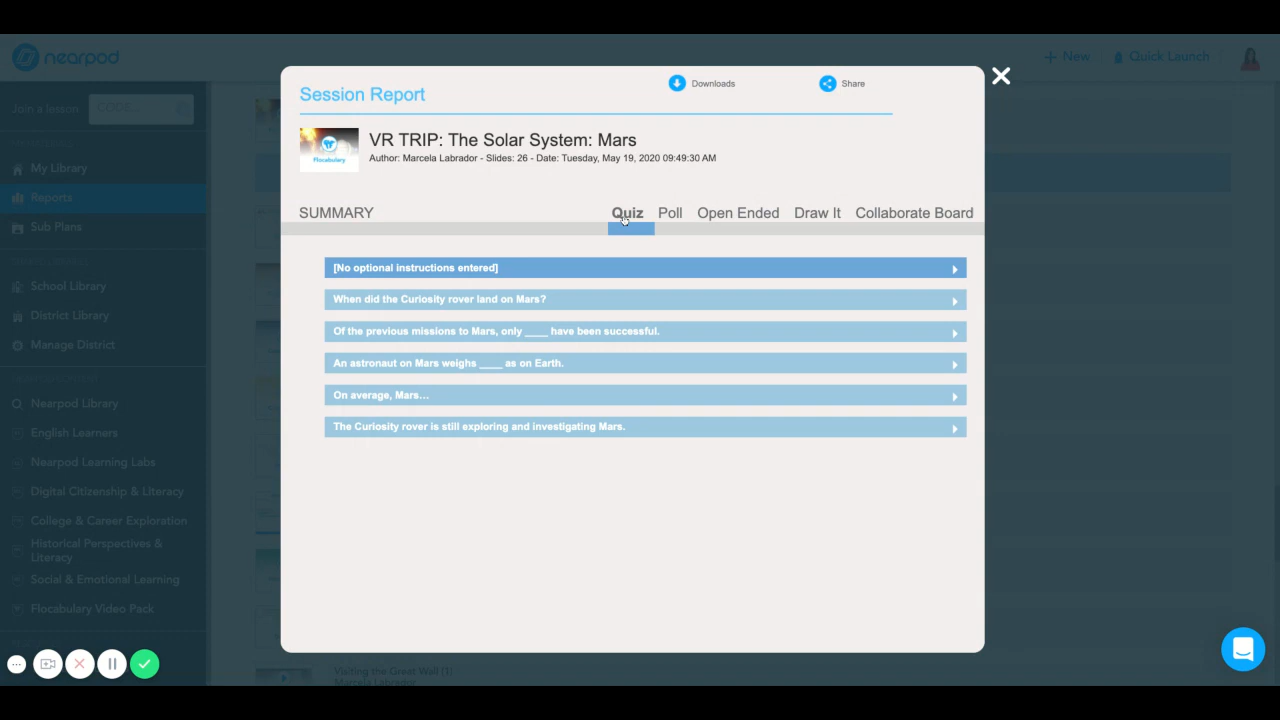 nearpod
New
Quick Launch
Join a lesson
CODE...
Session Report
Downloads
Share
Flocabulary
VR TRIP: The Solar System: Mars
Author: Marcela Labrador - Slides: 26 - Date: Tuesday, May 19, 2020 09:49:30 AM
My Library
Reports
Sub Plans
School Library
District Library
Manage District
Nearpod Library
English Learners
Nearpod Learning Labs
Digital Citizenship & Literacy
College & Career Exploration
Historical Perspectives &
Literacy
Social & Emotional Learning
Flocabulary Video Pack
SUMMARY
Quiz
Poll
Open Ended
Draw It
Collaborate Board
[No optional instructions entered]
When did the Curiosity rover land on Mars?
Of the previous missions to Mars, only ____ have been successful.
An astronaut on Mars weighs ____ as on Earth.
On average, Mars...
The Curiosity rover is still exploring and investigating Mars.
Visiting the Great Wall (1)
Marcela Labrador